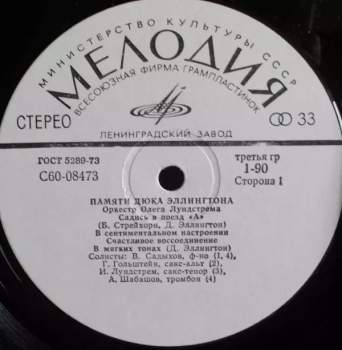 МИНИСТЕРСТВО КУЛЬТУРЫ СССР
МЕЛОДИЯ
ВСЕСОЮЗНАЯ ФИРМА ГРАМПЛАСТИНОК
СТЕРЕО
33
ЛЕНИНГРАДСКИЙ ЗАВОД
ГОСТ 5289-73
третья гр
С60-08473
1-90
Сторона 1
ПАМЯТИ ДЮКА ЭЛЛИНГТОНА
Оркестр Олега Лундстрема
Садись в поезд «А»
(Б. Стрейхорн, Д. Эллингтон)
В сентиментальном настроении
Счастливое воссоединение
В мягких тонах (Д. Эллингтон)
Солисты: В. Садыхов, ф-но (1, 4),
Г. Гольштейн, сакс-альт (2),
И. Лундстрем, сакс-тенор (3),
А. Шабашов, тромбон (4)